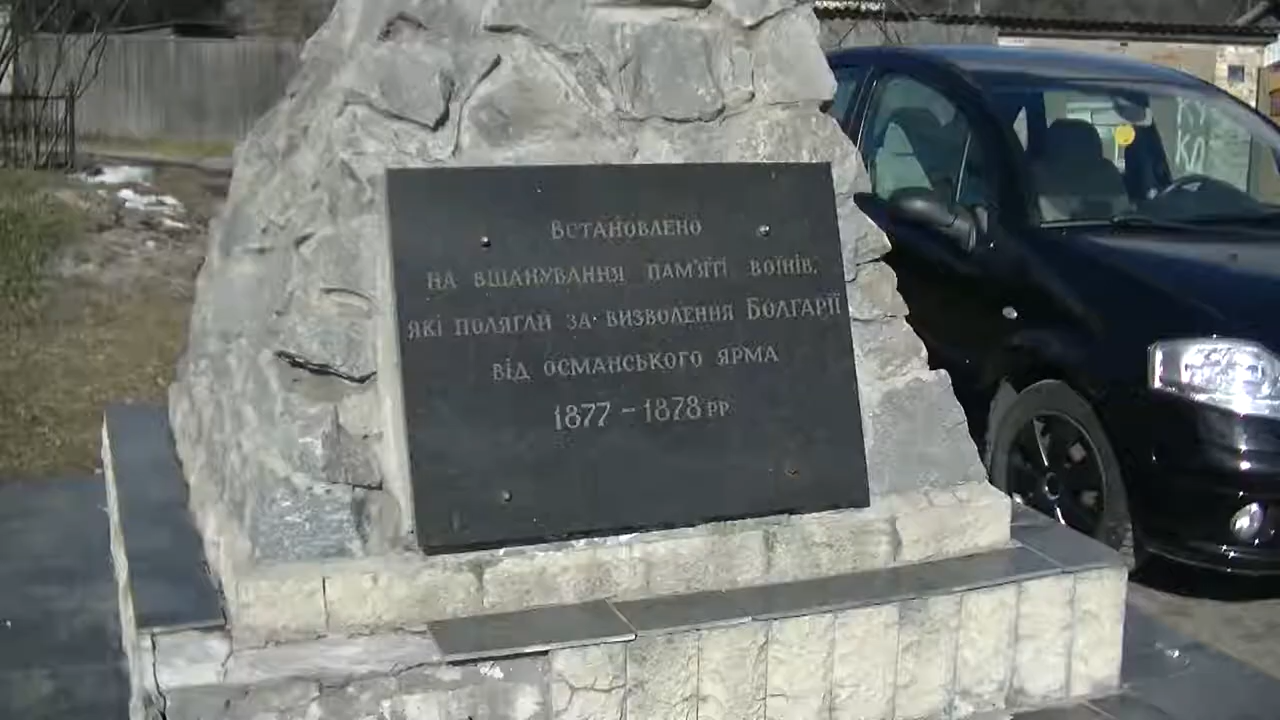 Встановлено
на вшанування пам'яті воїнів,
які полягли за визволення Болгарії
від османського ярма
1877 – 1878 рр.